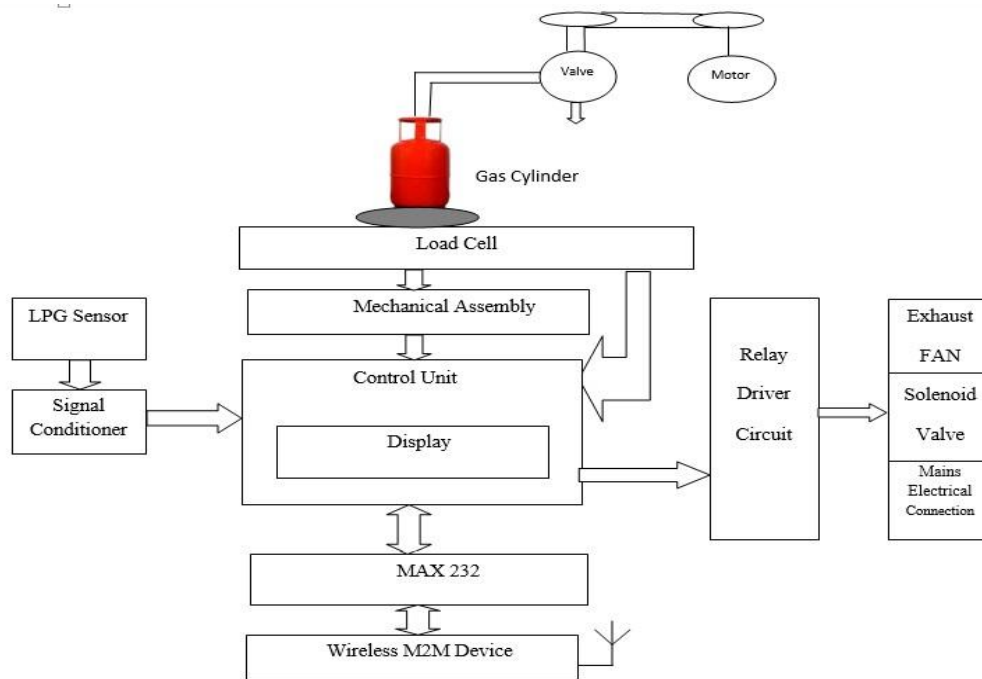 Valve
Motor
Gas Cylinder
Load Cell
Mechanical Assembly
LPG Sensor
Signal
Conditioner
Control Unit
Display
Relay
Driver
Circuit
Exhaust
FAN
Solenoid
Valve
Mains
Electrical
Connection
MAX 232
Wireless M2M Device